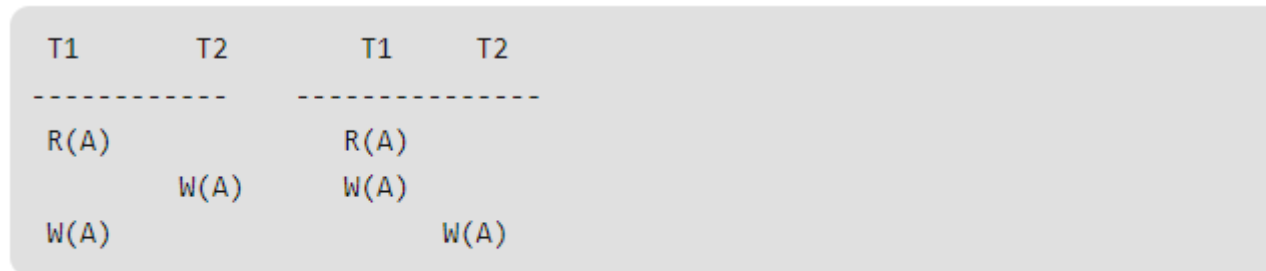 T1 T2 T1 T2
------------ ---------------
R(A) R(A)
W(A) W(A)
W(A) W(A)